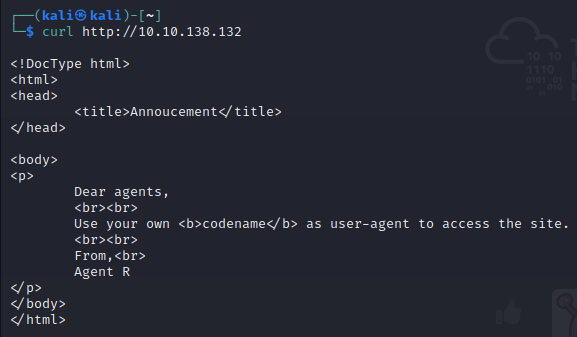 ┌──(kali㉿kali)-[~]
└─$ curl http://10.10.138.132
<!DocType html>
<html>
<head>
<title>Annoucement</title>
</head>
<body>
<p>
Dear agents,
<br><br>
Use your own <b>codename</b> as user-agent to access the site.
<br><br>
From,<br>
Agent R
</p>
</body>
</html>